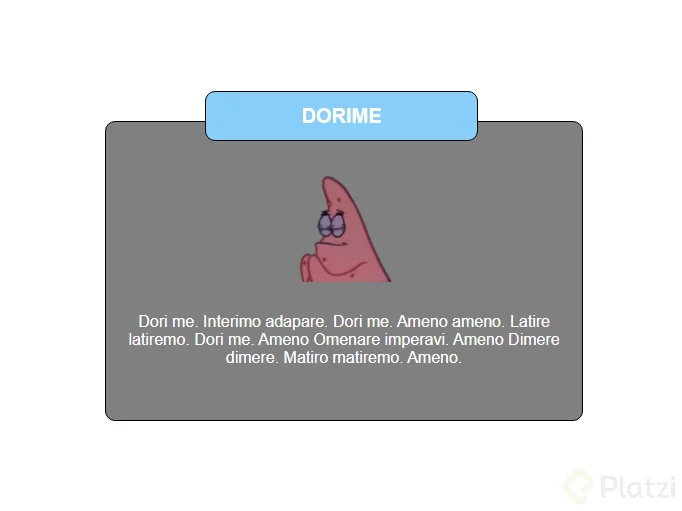 DORIME
Dori me. Interimo adapare. Dori me. Ameno ameno. Latire
latiremo. Dori me. Ameno Omenare imperavi. Ameno Dimere
dimere. Matiro matiremo. Ameno.
Platzi